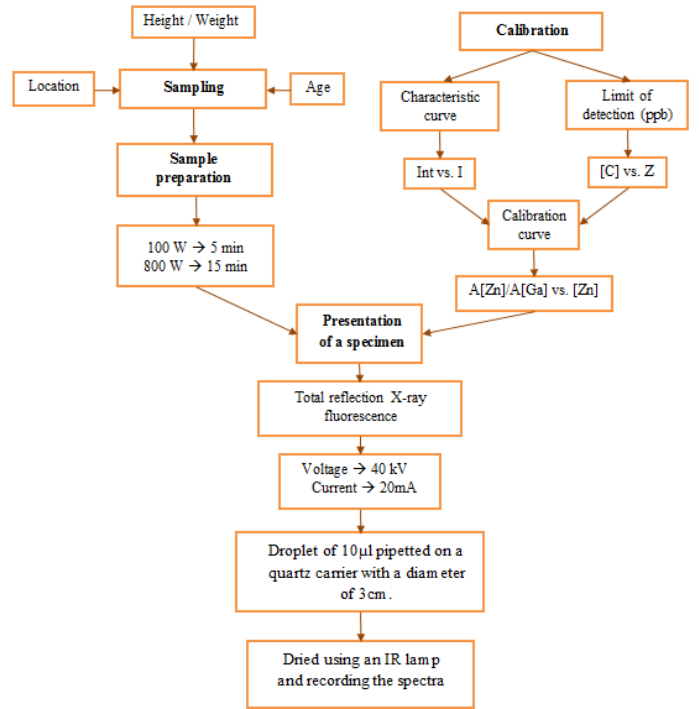 Height / Weight
Location
Sampling
Age
Sample
preparation
100 W → 5 min
800 W → 15 min
Calibration
Characteristic
curve
Limit of
detection (ppb)
Int vs. I
[C] vs. Z
Calibration
curve
A[Zn]/A[Ga] vs. [Zn]
Presentation
of a specimen
Total reflection X-ray
fluorescence
Voltage → 40 kV
Current → 20mA
Droplet of 10µl pipetted on a
quartz carrier with a diameter
of 3cm.
Dried using an IR lamp
and recording the spectra